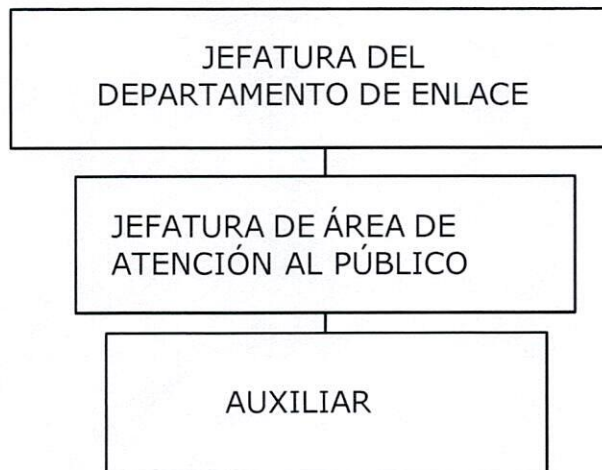 JEFATURA DEL
DEPARTAMENTO DE ENLACE
JEFATURA DE ÁREA DE
ATENCIÓN AL PÚBLICO
AUXILIAR